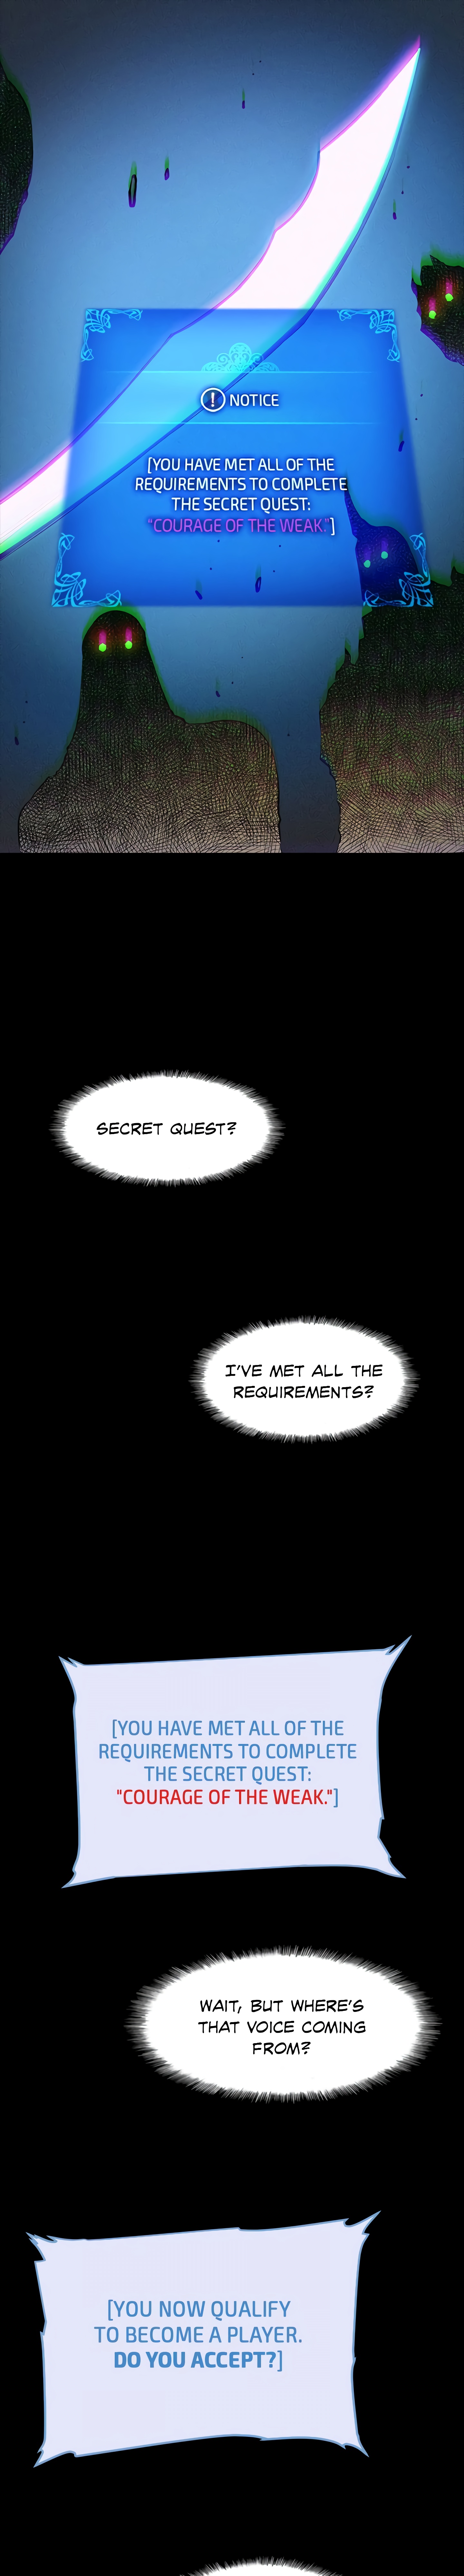 ! NOTICE
[YOU HAVE MET ALL OF THE
REQUIREMENTS TO COMPLETE
THE SECRET QUEST:
"COURAGE OF THE WEAK."]
SECRET QUEST?
I'VE MET ALL THE
REQUIREMENTS?
[YOU HAVE MET ALL OF THE
REQUIREMENTS TO COMPLETE
THE SECRET QUEST:
"COURAGE OF THE WEAK."]
WAIT, BUT WHERE'S
THAT VOICE COMING
FROM?
[YOU NOW QUALIFY
TO BECOME A PLAYER.
DO YOU ACCEPT?]